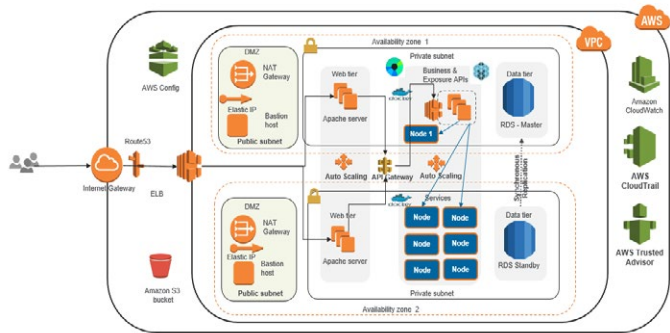 AWS
VPC
Availability zone 1
DMZ
NAT
Gateway
Elastic IP
Bastion
host
Public subnet
Private subnet
Web tier
Apache server
Business &
Exposure APIs
docker
Node 1
Data tier
RDS - Master
AWS Config
Route53
Internet Gateway
ELB
Auto Scaling
API Gateway
Auto Scaling
Synchronous
Replication
Amazon
CloudWatch
AWS
CloudTrail
AWS Trusted
Advisor
Amazon S3
bucket
DMZ
NAT
Gateway
Elastic IP
Bastion
host
Public subnet
Web tier
Apache server
docker
Services
Node
Node
Node
Node
Node
Node
Data tier
RDS Standby
Private subnet
Availability zone 2